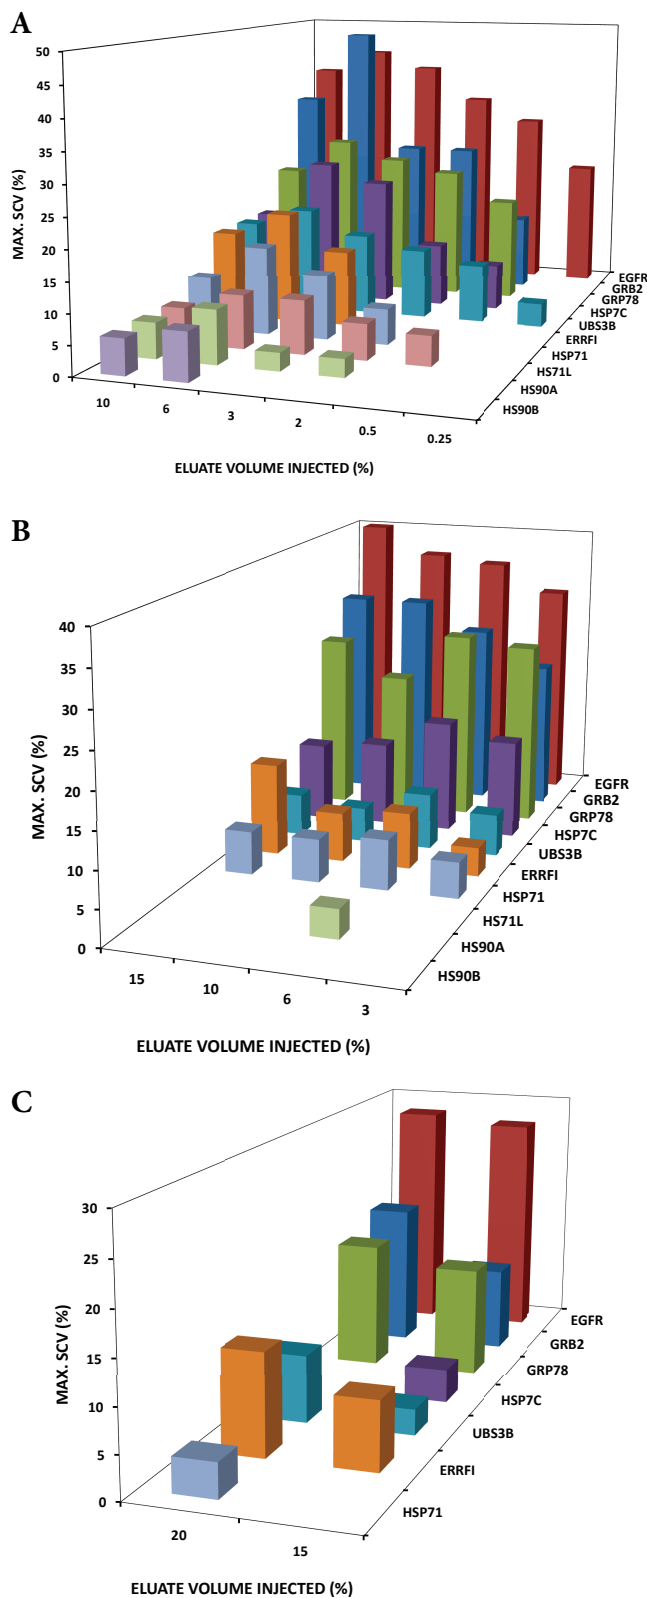 A
50
45
40
35
30
25
20
15
10
5
0
MAX. SCV (%)
10
6
3
2
0.5
0.25
EGFR
GRB2
GRP78
HSP7C
UBS3B
ERRFI
HSP71
HS71L
HS90A
HS90B
ELUATE VOLUME INJECTED (%)
B
40
35
30
25
20
15
10
5
0
MAX. SCV (%)
15
10
6
3
EGFR
GRB2
GRP78
HSP7C
UBS3B
ERRFI
HSP71
HS71L
HS90A
HS90B
ELUATE VOLUME INJECTED (%)
C
30
25
20
15
10
5
0
MAX. SCV (%)
20
15
EGFR
GRB2
GRP78
HSP7C
UBS3B
ERRFI
HSP71
ELUATE VOLUME INJECTED (%)